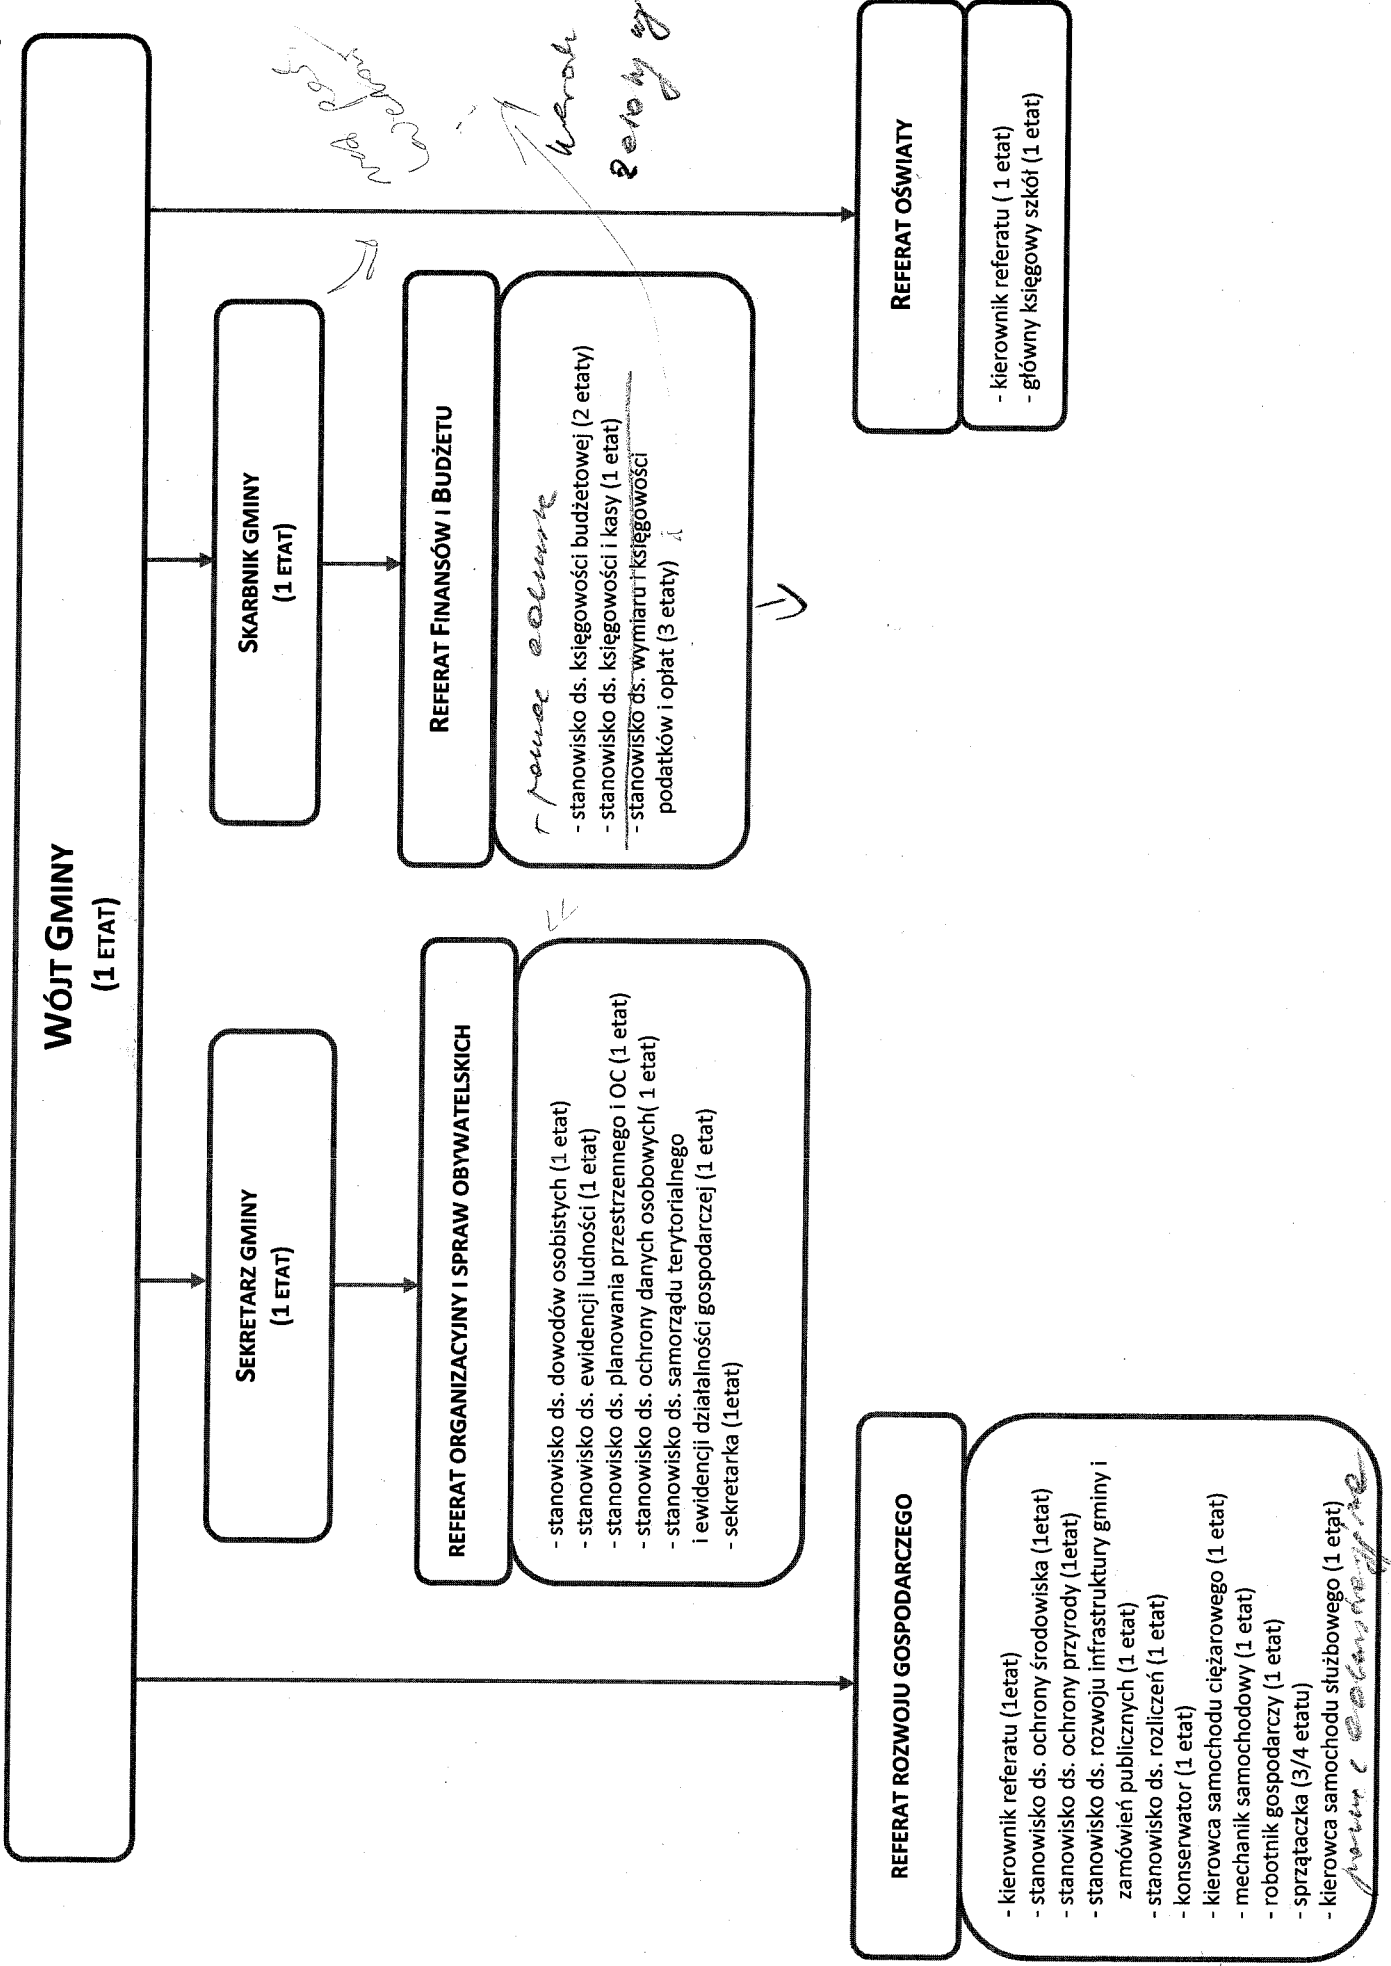 WÓJT GMINY
(1 ETAT)
SEKRETARZ GMINY
(1 ETAT)
SKARBNIK GMINY
(1 ETAT)
REFERAT ORGANIZACYJNY I SPRAW OBYWATELSKICH
- stanowisko ds. dowodów osobistych (1 etat)
- stanowisko ds. ewidencji ludności (1 etat)
- stanowisko ds. planowania przestrzennego i OC (1 etat)
- stanowisko ds. ochrony danych osobowych( 1 etat)
- stanowisko ds. samorządu terytorialnego
i ewidencji działalności gospodarczej (1 etat)
- sekretarka (1etat)
REFERAT FINANSÓW I BUDŻETU
- stanowisko ds. księgowości budżetowej (2 etaty)
- stanowisko ds. księgowości i kasy (1 etat)
- stanowisko ds. wymiaru i księgowości
podatków i opłat (3 etaty)
REFERAT ROZWOJU GOSPODARCZEGO
- kierownik referatu (1etat)
- stanowisko ds. ochrony środowiska (1etat)
- stanowisko ds. ochrony przyrody (1etat)
- stanowisko ds. rozwoju infrastruktury gminy i
zamówień publicznych (1 etat)
- stanowisko ds. rozliczeń (1 etat)
- konserwator (1 etat)
- kierowca samochodu ciężarowego (1 etat)
- mechanik samochodowy (1 etat)
- robotnik gospodarczy (1 etat)
- sprzątaczka (3/4 etatu)
- kierowca samochodu służbowego (1 etat)
REFERAT OŚWIATY
- kierownik referatu ( 1 etat)
- główny księgowy szkół (1 etat)
2 etaty